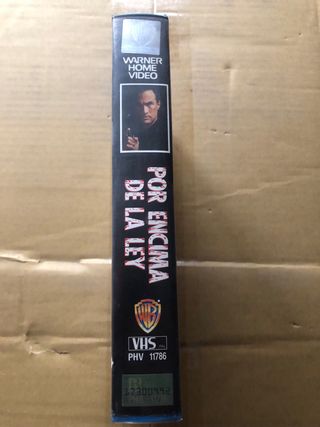 WARNER
HOME
VIDEO
POR ENCIMA
DE LA LEY
WB
VHS
PHV 11786